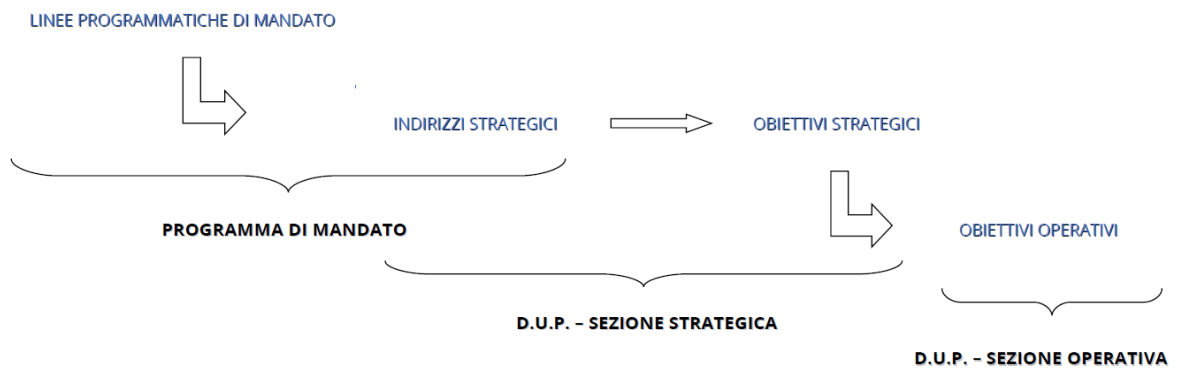 LINEE PROGRAMMATICHE DI MANDATO
INDIRIZZI STRATEGICI
OBIETTIVI STRATEGICI
PROGRAMMA DI MANDATO
OBIETTIVI OPERATIVI
D.U.P. – SEZIONE STRATEGICA
D.U.P. – SEZIONE OPERATIVA